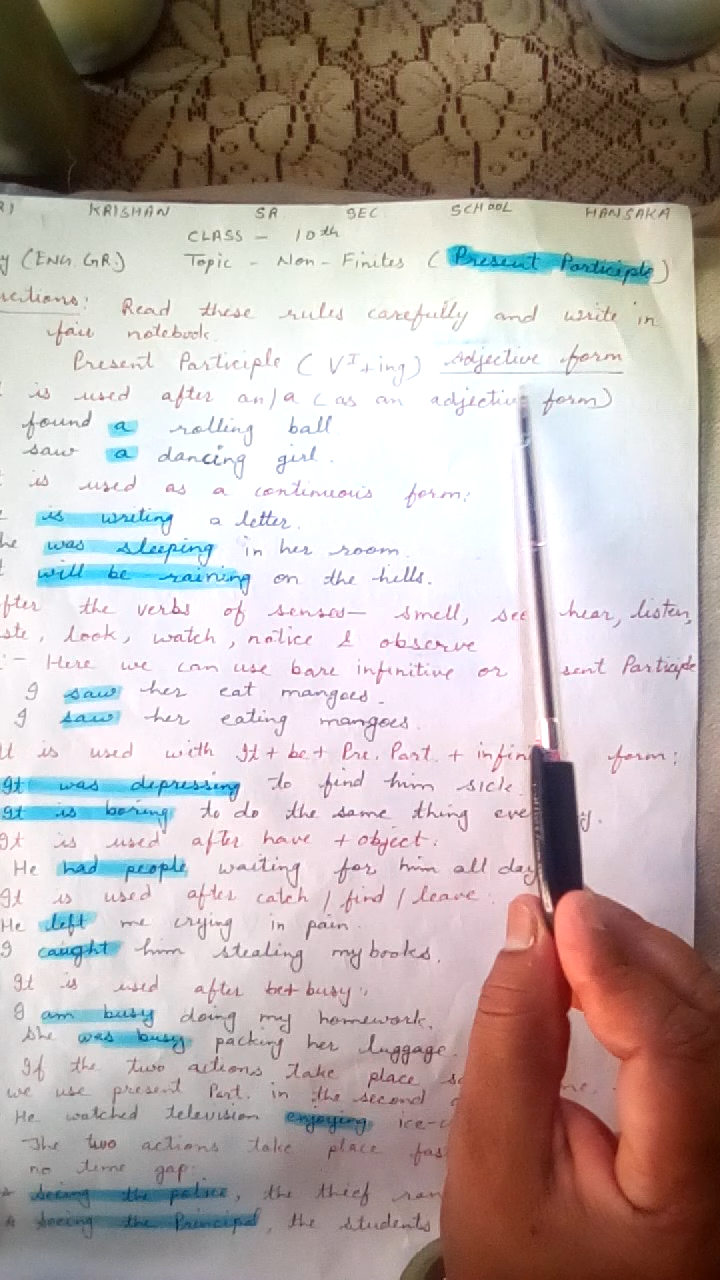 KRISHAN SR SEC SCHOOL HANSAKA
CLASS - 10th
(ENG. GR.) Topic - Non-Finites (Present Participle)
Read these rules carefully and write in
fair notebook.
Present Participle (V^I+ing) Adjective form
is used after an/a (as an adjective form)
found a rolling ball.
saw a dancing girl.
is used as a continuous form:
is writing a letter.
was sleeping in her room.
will be raining on the hills.
the verbs of senses- smell, see hear, listen,
look, watch, notice & observe
:- Here we can use bare infinitive or sent Participle
I saw her eat mangoes.
I saw her eating mangoes.
It is used with It + be + Pre. Part. + infin form:
It was depressing to find him sick.
It is boring to do the same thing eve y.
It is used after have + object.
He had people waiting for him all day
It is used after catch / find / leave.
He left me crying in pain.
I caught him stealing my books.
It is used after be+busy:
I am busy doing my homework.
She was busy packing her luggage.
If the two actions take place
we use present Part. in the second
He watched television enjoying ice-c
The two actions take place fas
no time gap.
seeing the police, the thief ran
seeing the Principal, the students